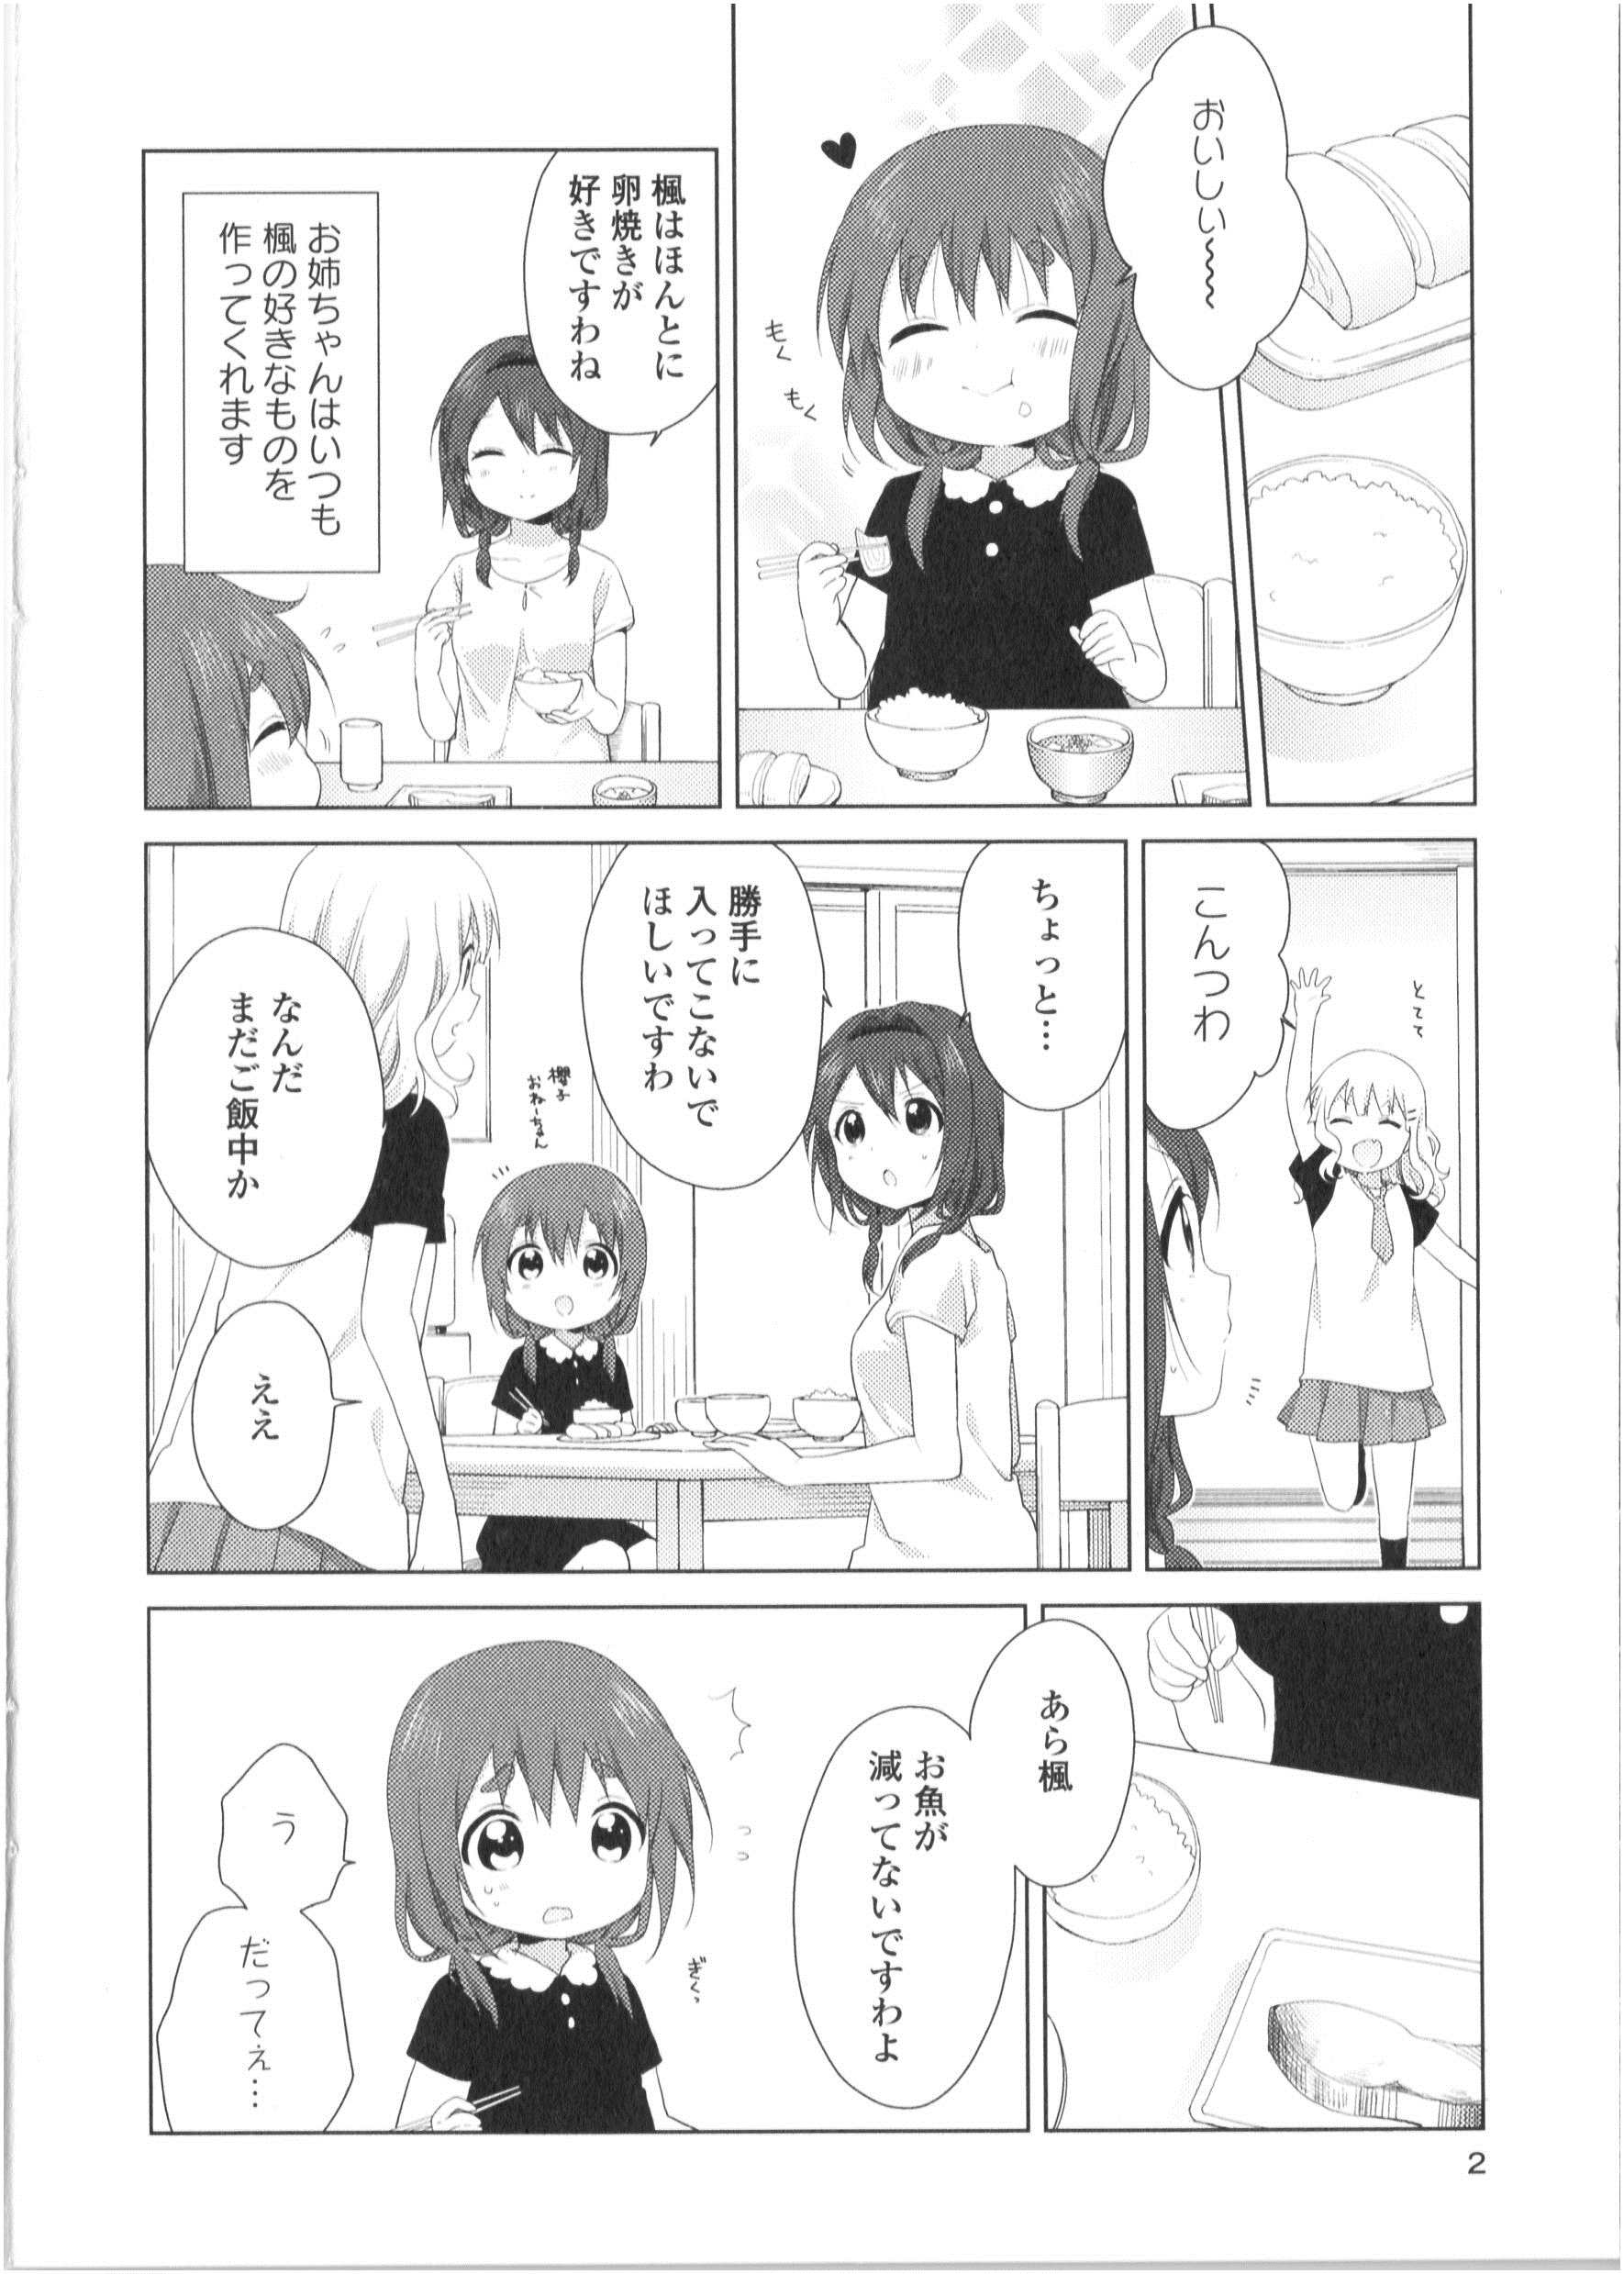 おいしい〜〜〜
もく
もく
楓はほんとに
卵焼きが
好きですわね
お姉ちゃんはいつも
楓の好きなものを
作ってくれます
こんつわ
とてて
ちょっと…
勝手に
入ってこないで
ほしいですわ
櫻子
おねーちゃん
なんだ
まだご飯中か
ええ
あら楓
お魚が
減ってないですわよ
ぎくっ
う
だってぇ…
2